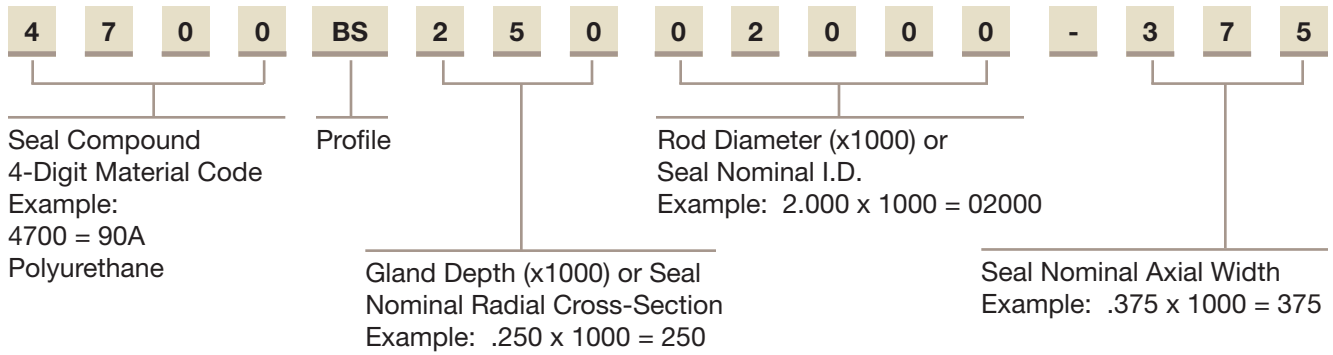 4 7 0 0 BS 2 5 0 0 2 0 0 0 - 3 7 5
Seal Compound
4-Digit Material Code
Example:
4700 = 90A
Polyurethane
Profile
Gland Depth (x1000) or Seal
Nominal Radial Cross-Section
Example: .250 x 1000 = 250
Rod Diameter (x1000) or
Seal Nominal I.D.
Example: 2.000 x 1000 = 02000
Seal Nominal Axial Width
Example: .375 x 1000 = 375